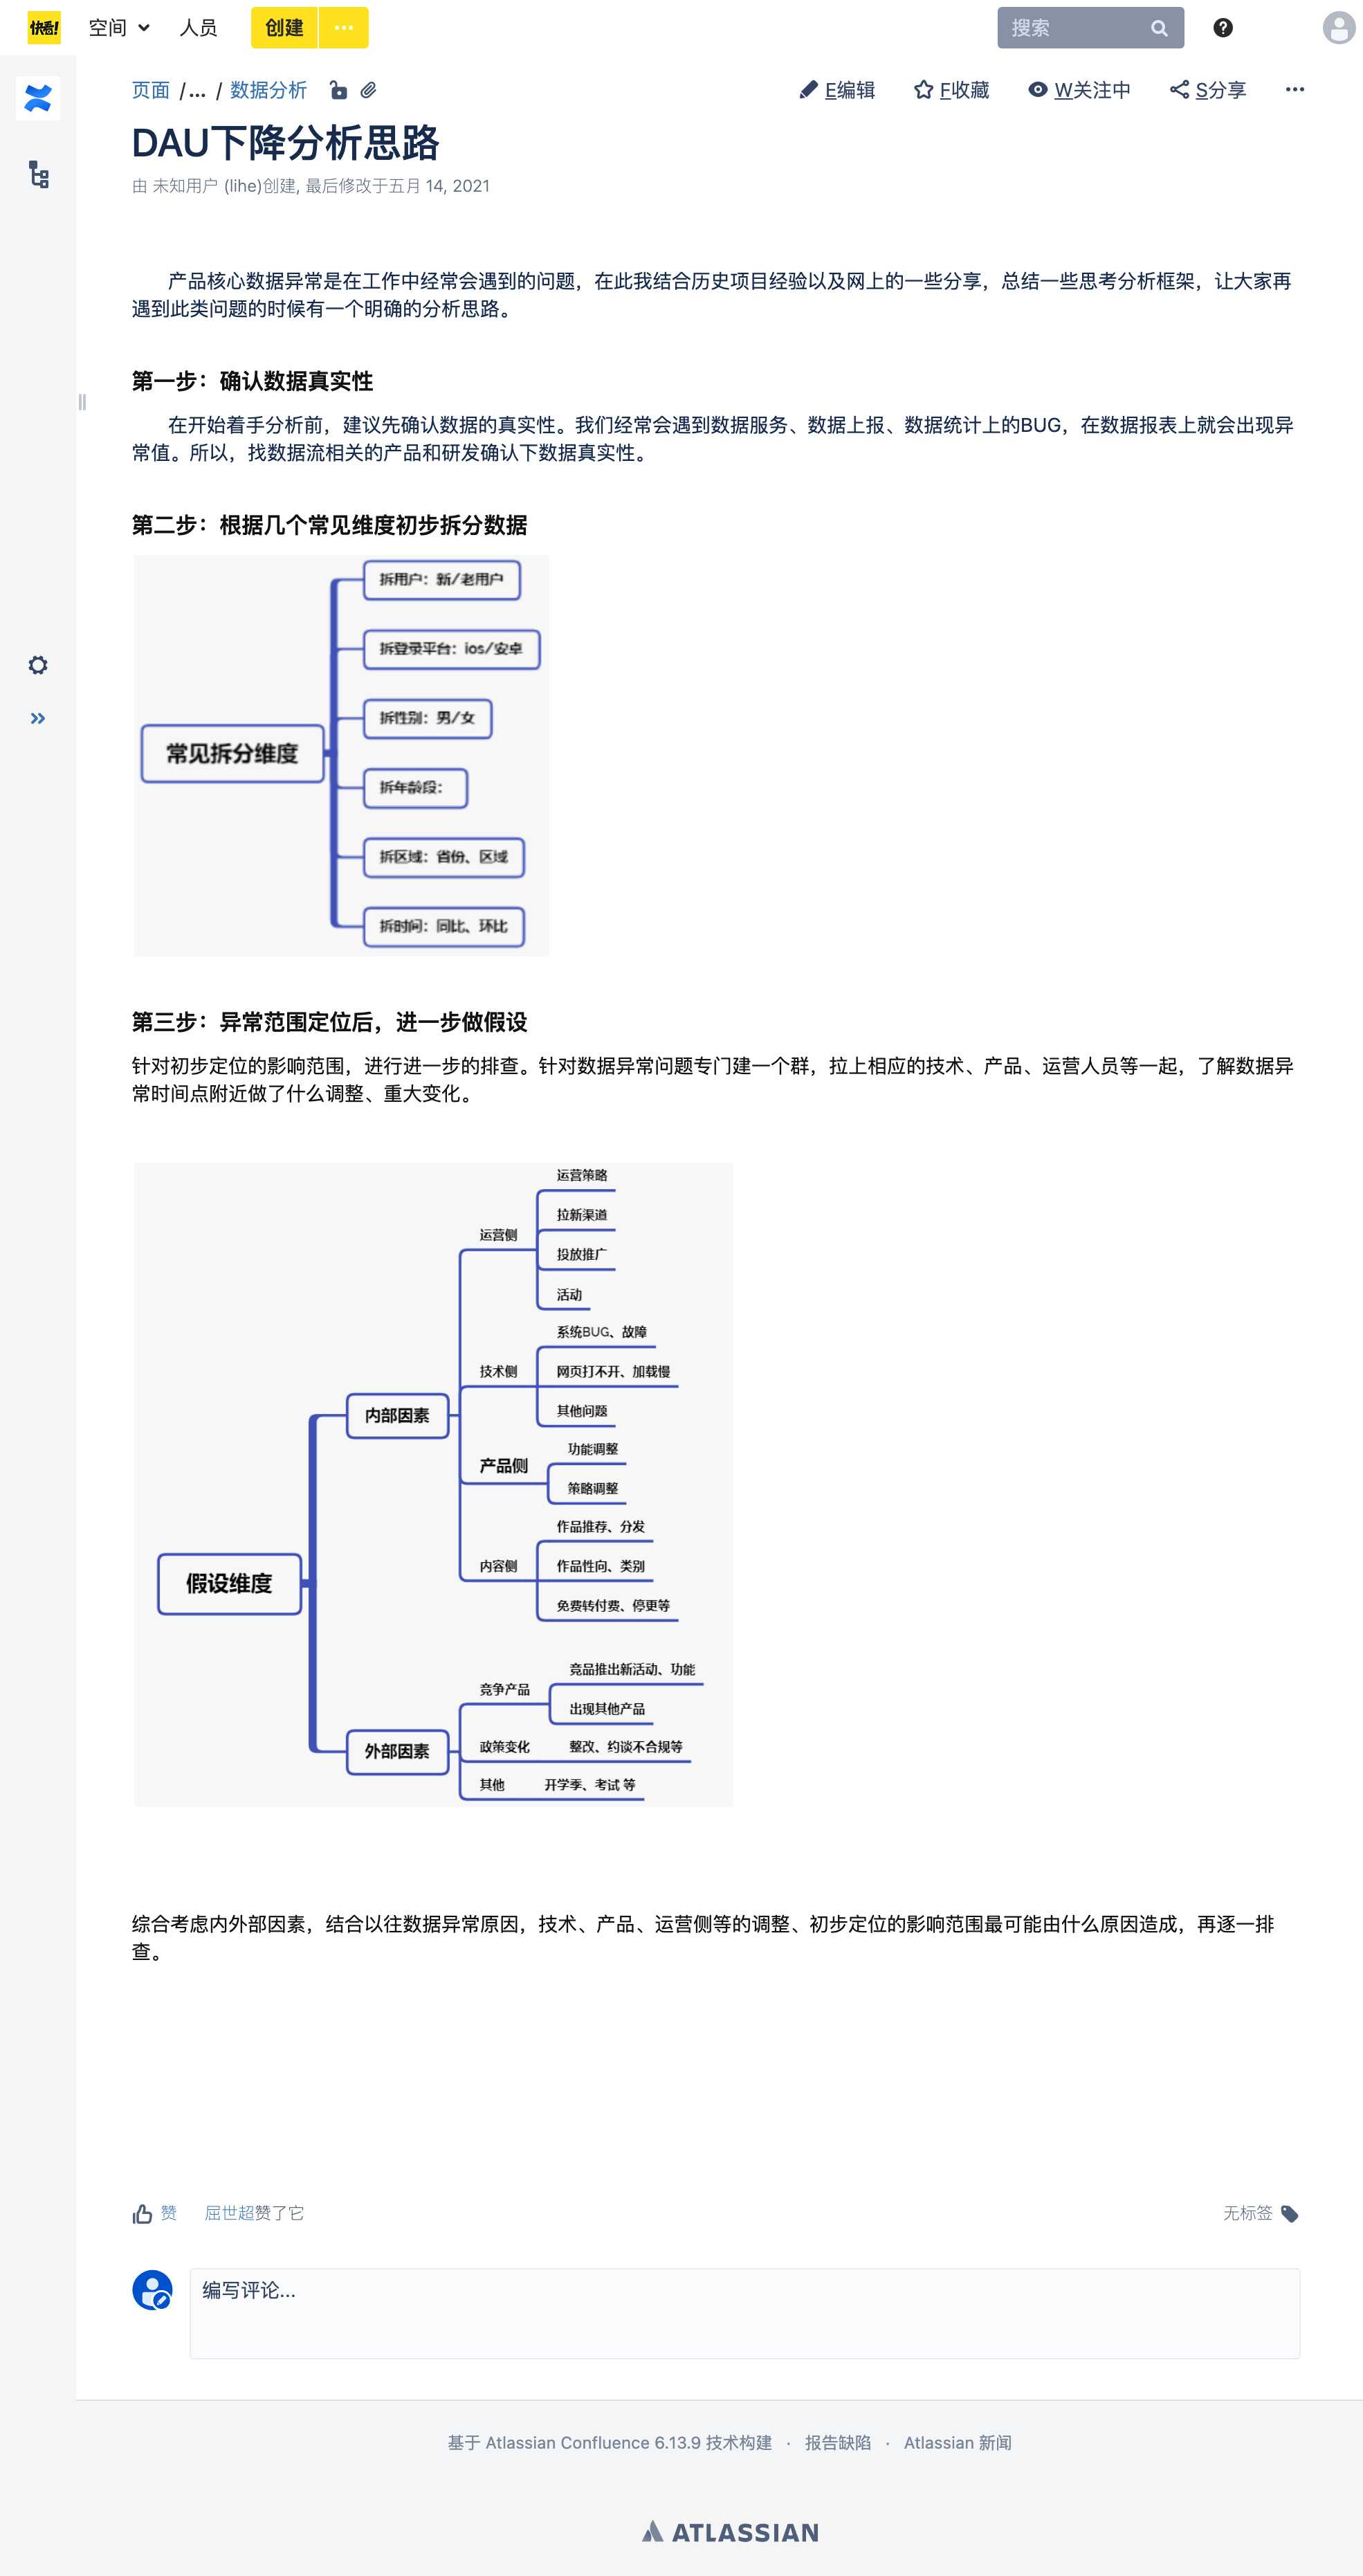 快看!
空间
人员
创建
搜索
页面 /... / 数据分析
E编辑
F收藏
W关注中
S分享
DAU下降分析思路
由 未知用户 (lihe)创建, 最后修改于五月 14, 2021
产品核心数据异常是在工作中经常会遇到的问题，在此我结合历史项目经验以及网上的一些分享，总结一些思考分析框架，让大家再
遇到此类问题的时候有一个明确的分析思路。
第一步：确认数据真实性
在开始着手分析前，建议先确认数据的真实性。我们经常会遇到数据服务、数据上报、数据统计上的BUG，在数据报表上就会出现异
常值。所以，找数据流相关的产品和研发确认下数据真实性。
第二步：根据几个常见维度初步拆分数据
常见拆分维度
拆用户：新/老用户
拆登录平台：ios/安卓
拆性别：男/女
拆年龄段：
拆区域：省份、区域
拆时间：同比、环比
第三步：异常范围定位后，进一步做假设
针对初步定位的影响范围，进行进一步的排查。针对数据异常问题专门建一个群，拉上相应的技术、产品、运营人员等一起，了解数据异
常时间点附近做了什么调整、重大变化。
假设维度
内部因素
运营侧
运营策略
拉新渠道
投放推广
活动
技术侧
系统BUG、故障
网页打不开、加载慢
其他问题
产品侧
功能调整
策略调整
内容侧
作品推荐、分发
作品性向、类别
免费转付费、停更等
外部因素
竞争产品
竞品推出新活动、功能
出现其他产品
政策变化
整改、约谈不合规等
其他
开学季、考试 等
综合考虑内外部因素，结合以往数据异常原因，技术、产品、运营侧等的调整、初步定位的影响范围最可能由什么原因造成，再逐一排
查。
赞
屈世超赞了它
无标签
编写评论...
基于 Atlassian Confluence 6.13.9 技术构建 · 报告缺陷 · Atlassian 新闻
ATLASSIAN